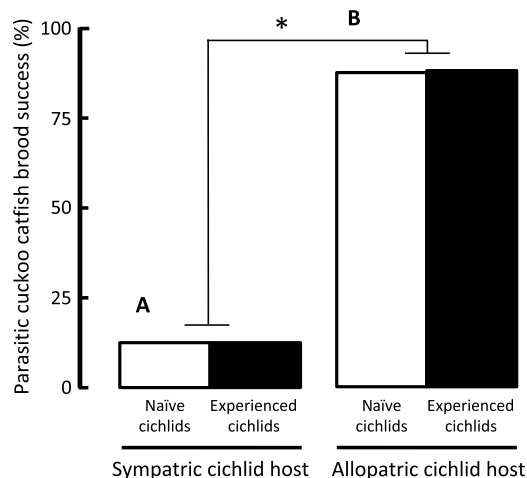 * B
100
75
50
25
0
Parasitic cuckoo catfish brood success (%)
A
Naïve Experienced Naïve Experienced
cichlids cichlids cichlids cichlids
Sympatric cichlid host Allopatric cichlid host